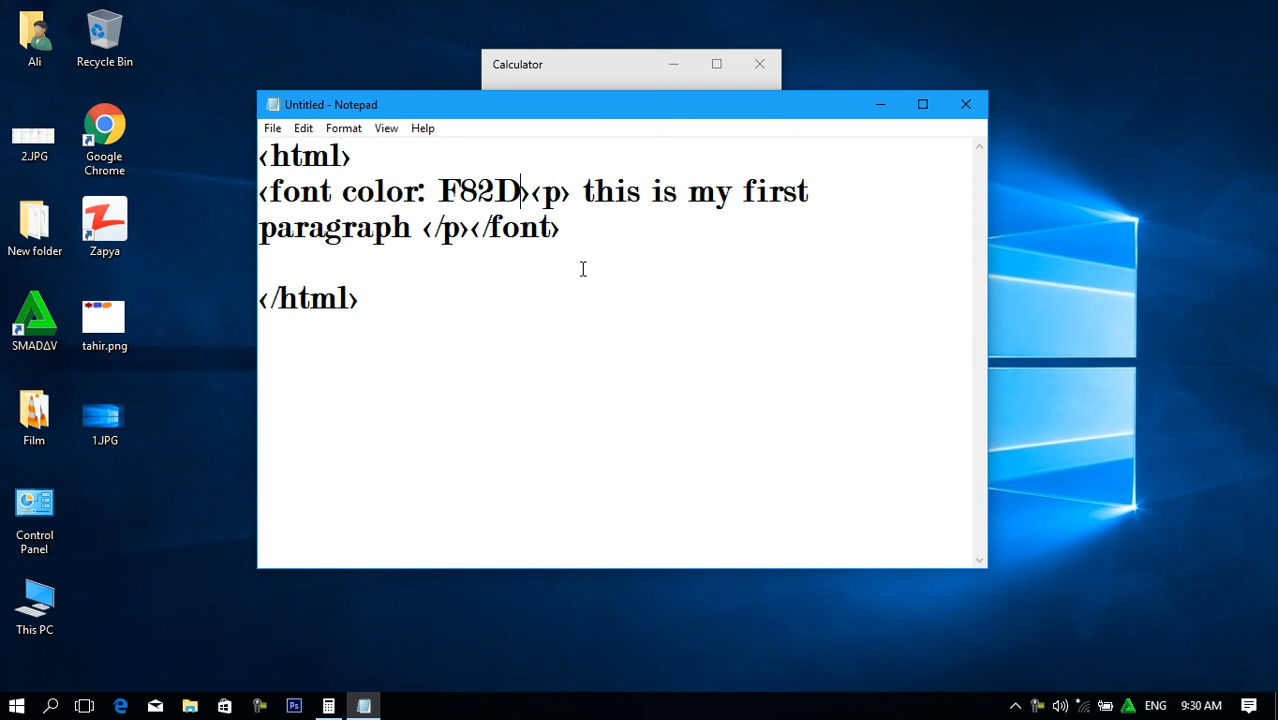 Ali
Recycle Bin
Calculator
Untitled - Notepad
File Edit Format View Help
<html>
<font color: F82D><p> this is my first
paragraph </p></font>
</html>
2.JPG
Google
Chrome
New folder
Zapya
SMADΔV
tahir.png
Film
1.JPG
Control
Panel
This PC
Ps
ENG
9:30 AM